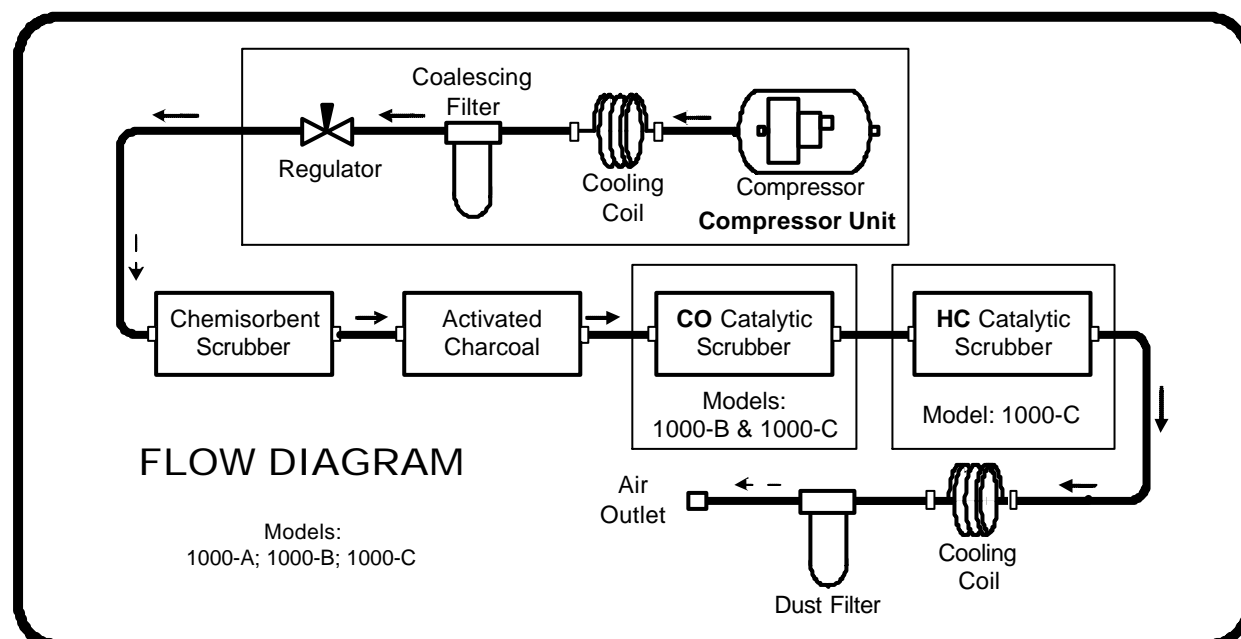 Coalescing
Filter
Regulator
Cooling
Coil
Compressor
Compressor Unit
Chemisorbent
Scrubber
Activated
Charcoal
CO Catalytic
Scrubber
Models:
1000-B & 1000-C
HC Catalytic
Scrubber
Model: 1000-C
FLOW DIAGRAM
Models:
1000-A; 1000-B; 1000-C
Air
Outlet
Dust Filter
Cooling
Coil